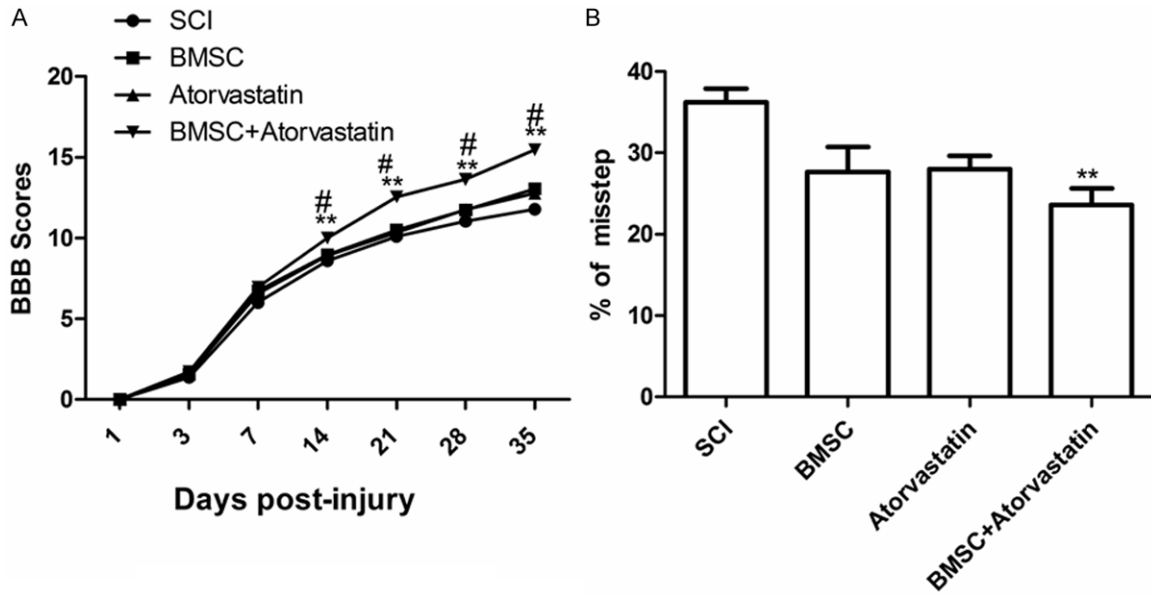 A
SCI
BMSC
Atorvastatin
BMSC+Atorvastatin
20
15
10
5
0
BBB Scores
#
**
#
**
#
**
#
**
1
3
7
14
21
28
35
Days post-injury
B
40
30
20
10
0
% of misstep
**
SCI
BMSC
Atorvastatin
BMSC+Atorvastatin